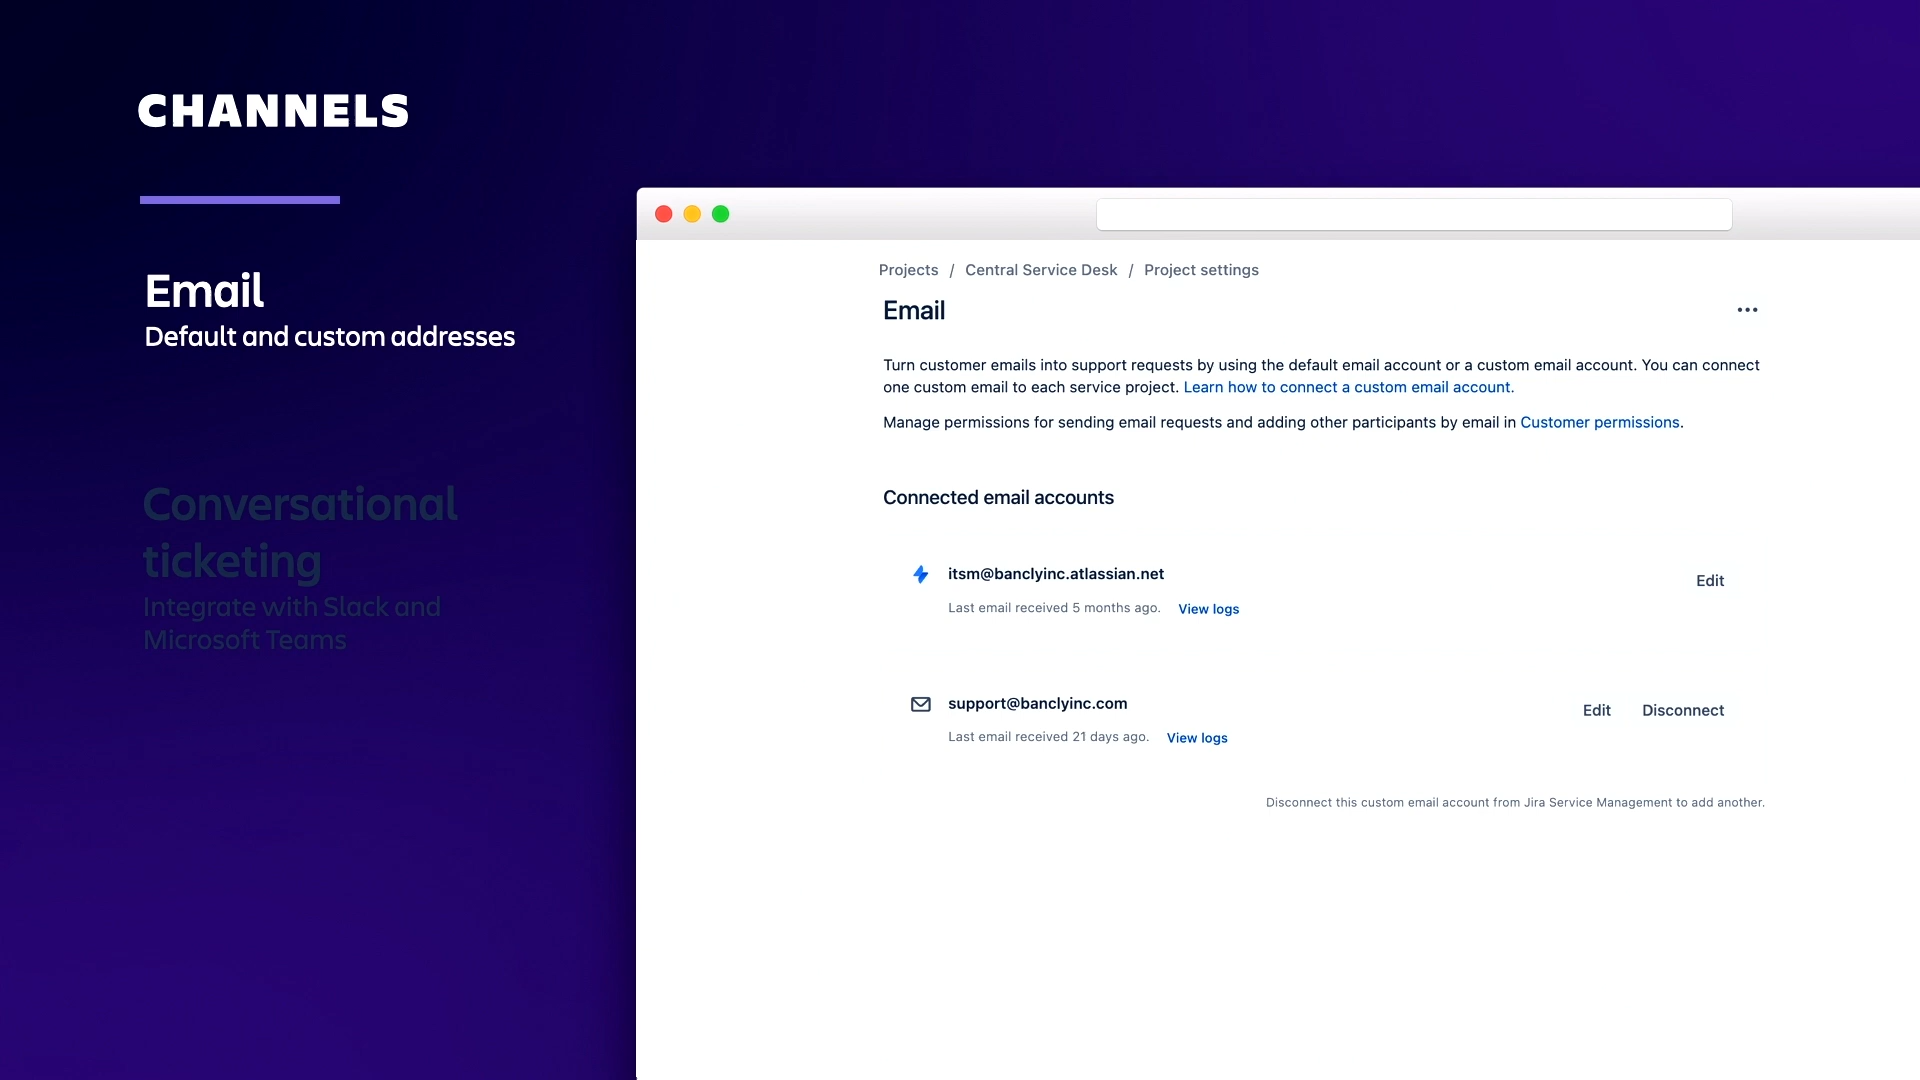 CHANNELS
Email
Default and custom addresses
Conversational
ticketing
Integrate with Slack and
Microsoft Teams
Projects / Central Service Desk / Project settings
Email
Turn customer emails into support requests by using the default email account or a custom email account. You can connect
one custom email to each service project. Learn how to connect a custom email account.
Manage permissions for sending email requests and adding other participants by email in Customer permissions.
Connected email accounts
itsm@banclyinc.atlassian.net
Edit
Last email received 5 months ago. View logs
support@banclyinc.com
Edit Disconnect
Last email received 21 days ago. View logs
Disconnect this custom email account from Jira Service Management to add another.